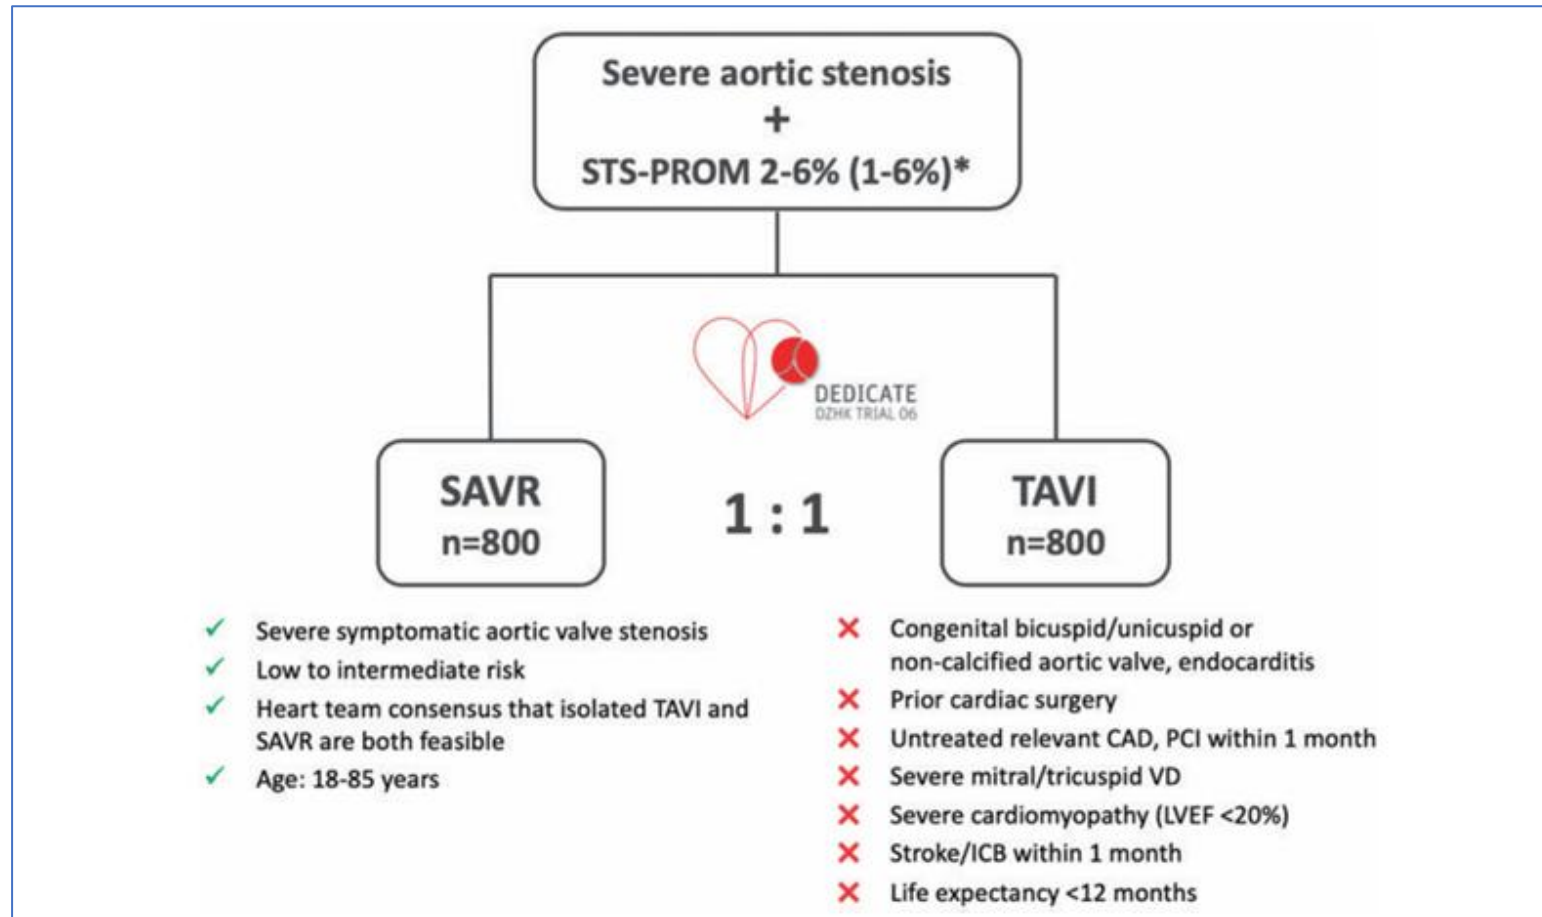 Severe aortic stenosis
+
STS-PROM 2-6% (1-6%)*
DEDICATE
DZHK TRIAL 06
SAVR
n=800
1 : 1
TAVI
n=800
Severe symptomatic aortic valve stenosis
Low to intermediate risk
Heart team consensus that isolated TAVI and
SAVR are both feasible
Age: 18-85 years
Congenital bicuspid/unicuspid or
non-calcified aortic valve, endocarditis
Prior cardiac surgery
Untreated relevant CAD, PCI within 1 month
Severe mitral/tricuspid VD
Severe cardiomyopathy (LVEF <20%)
Stroke/ICB within 1 month
Life expectancy <12 months